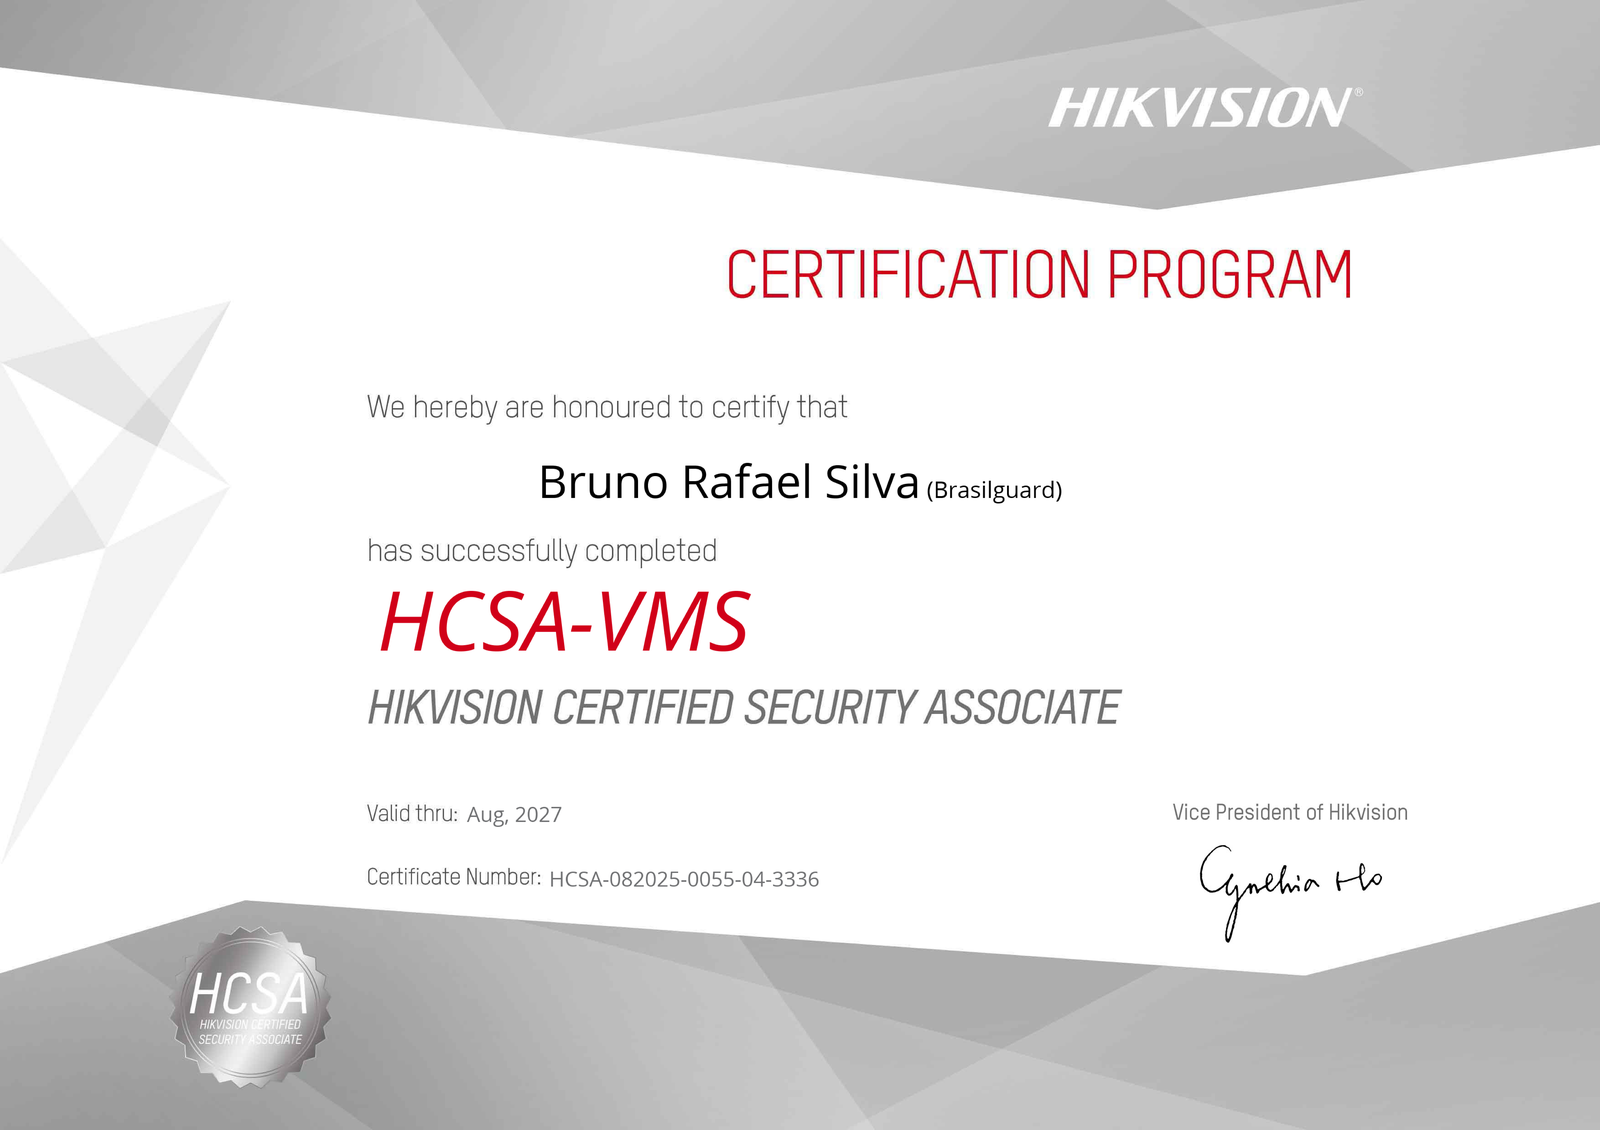 HIKVISION®
CERTIFICATION PROGRAM
We hereby are honoured to certify that
Bruno Rafael Silva (Brasilguard)
has successfully completed
HCSA-VMS
HIKVISION CERTIFIED SECURITY ASSOCIATE
Valid thru: Aug, 2027
Vice President of Hikvision
Certificate Number: HCSA-082025-0055-04-3336
Cynthia Ho
HCSA
HIKVISION CERTIFIED
SECURITY ASSOCIATE